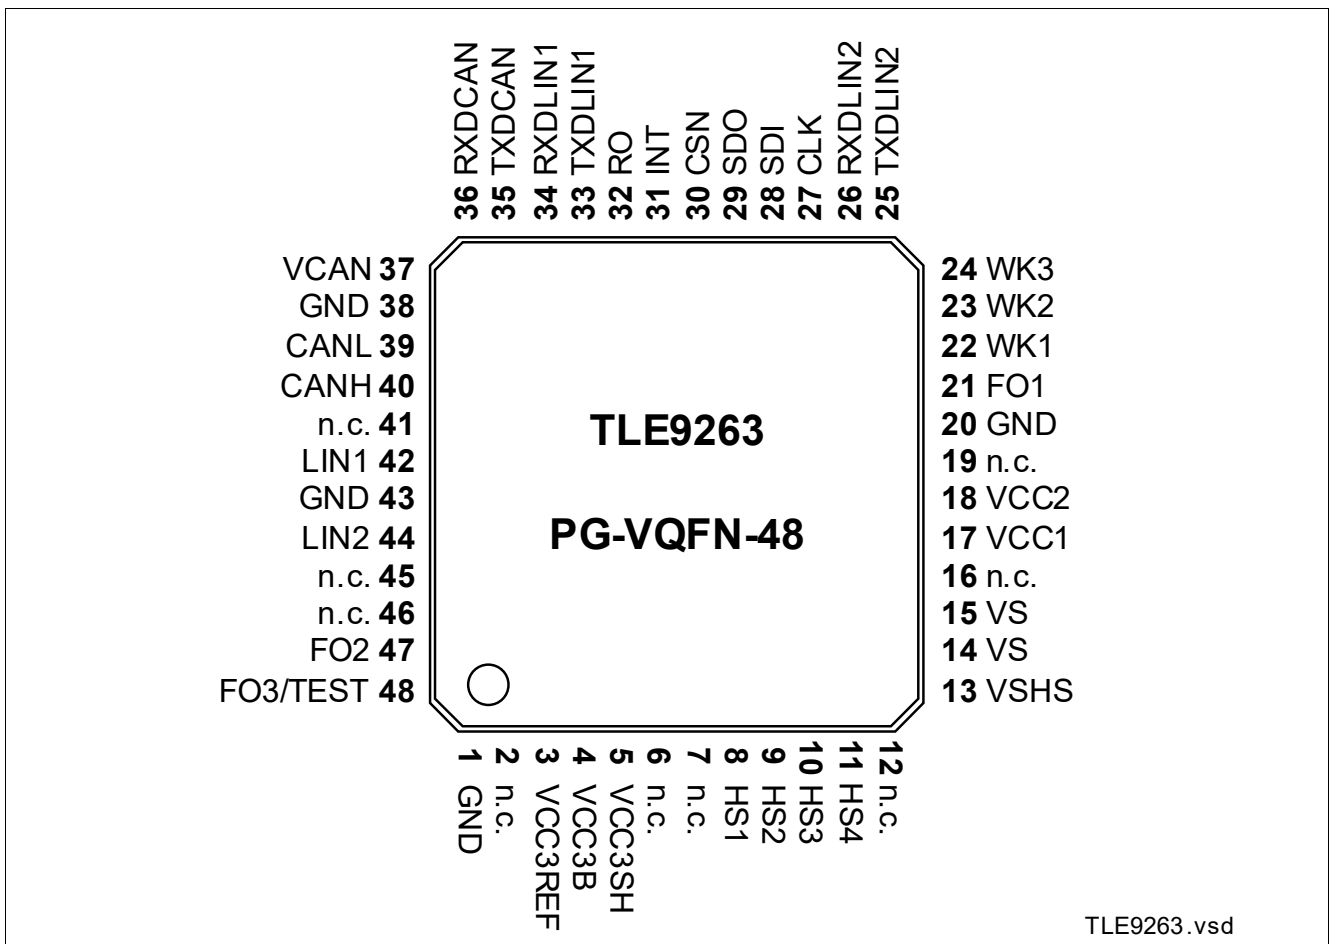 36 RXDCAN
35 TXDCAN
34 RXDLIN1
33 TXDLIN1
32 RO
31 INT
30 CSN
29 SDO
28 SDI
27 CLK
26 RXDLIN2
25 TXDLIN2
VCAN 37
GND 38
CANL 39
CANH 40
n.c. 41
LIN1 42
GND 43
LIN2 44
n.c. 45
n.c. 46
FO2 47
FO3/TEST 48
TLE9263
PG-VQFN-48
24 WK3
23 WK2
22 WK1
21 FO1
20 GND
19 n.c.
18 VCC2
17 VCC1
16 n.c.
15 VS
14 VS
13 VSHS
1 GND
2 n.c.
3 VCC3REF
4 VCC3B
5 VCC3SH
6 n.c.
7 n.c.
8 HS1
9 HS2
10 HS3
11 HS4
12 n.c.
TLE9263.vsd